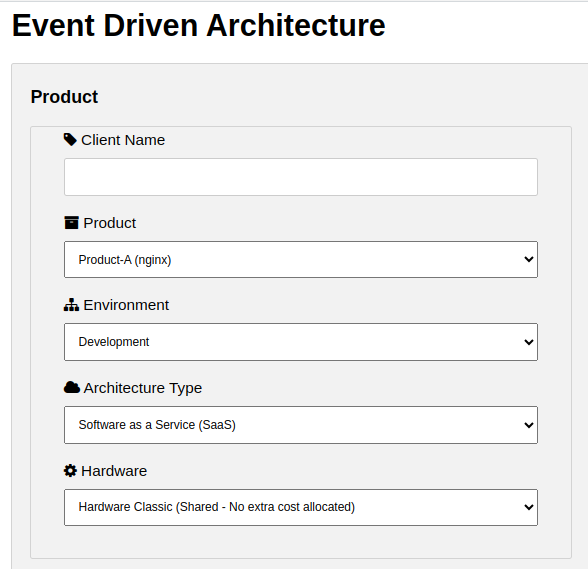 Event Driven Architecture
Product
Client Name
Product
Product-A (nginx)
Environment
Development
Architecture Type
Software as a Service (SaaS)
Hardware
Hardware Classic (Shared - No extra cost allocated)